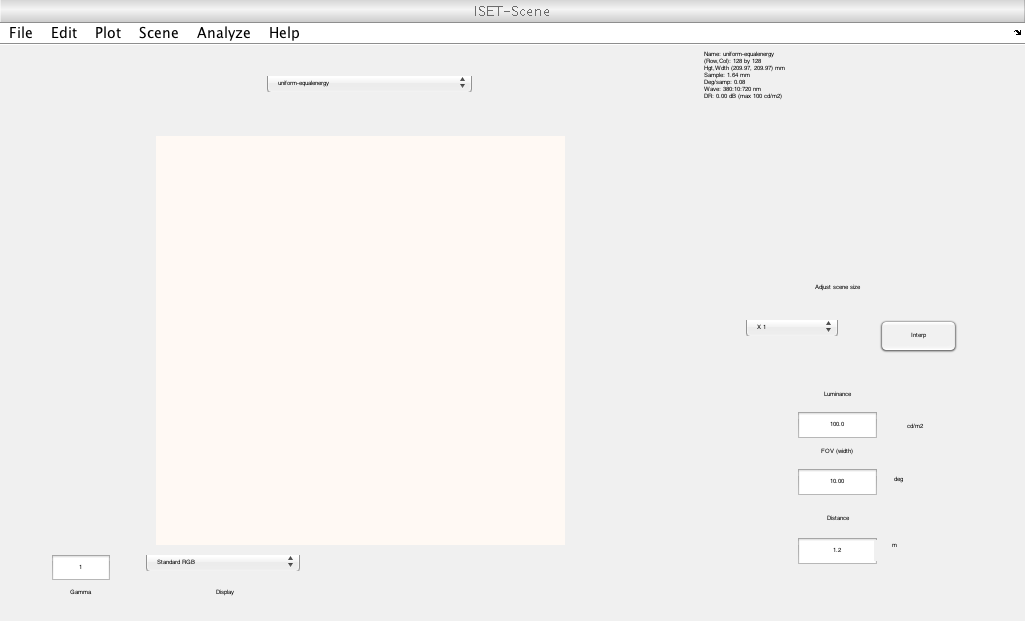 ISET-Scene
File Edit Plot Scene Analyze Help
uniform-equalenergy
Name: uniform-equalenergy
(Row,Col): 128 by 128
Hgt,Wdth (209.97, 209.97) mm
Sample: 1.64 mm
Deg/samp: 0.08
Wave: 380:10:720 nm
DR: 0.00 dB (max 100 cd/m2)
Adjust scene size
X 1
Interp
Luminance
100.0 cd/m2
FOV (width)
10.00 deg
Distance
1.2 m
1 Standard RGB
Gamma Display